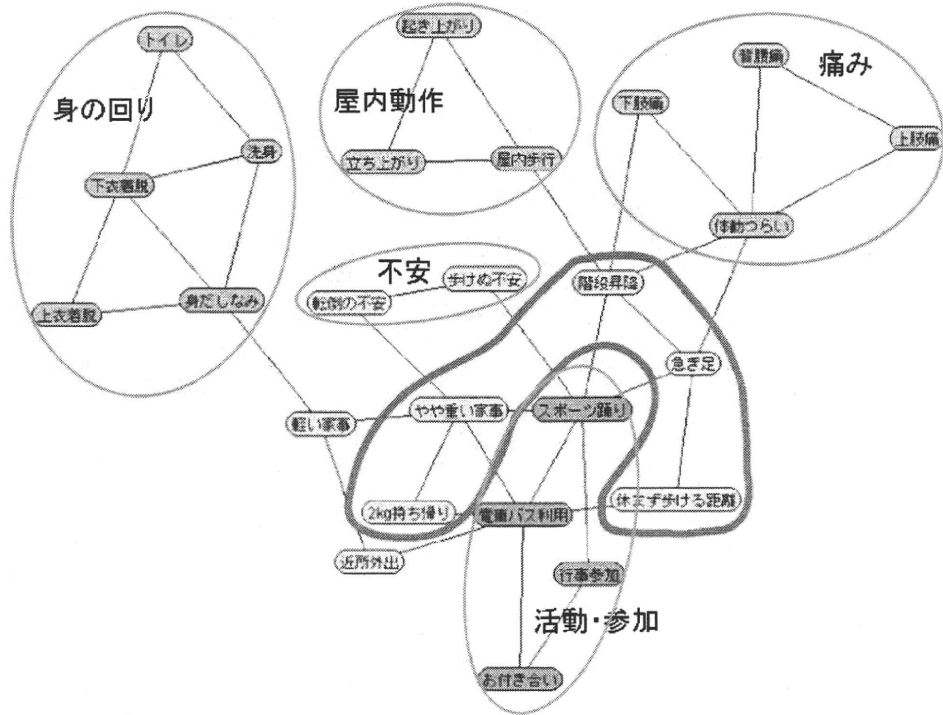 トイレ
身の回り
洗身
下衣着脱
上衣着脱
身だしなみ
起き上がり
屋内動作
立ち上がり
屋内歩行
背腰痛
痛み
下肢痛
上肢痛
体動つらい
不安
歩けぬ不安
転倒の不安
階段昇降
急ぎ足
やや重い家事
スポーツ踊り
軽い家事
2kg持ち帰り
電車バス利用
休まず歩ける距離
近所外出
行事参加
活動・参加
お付き合い